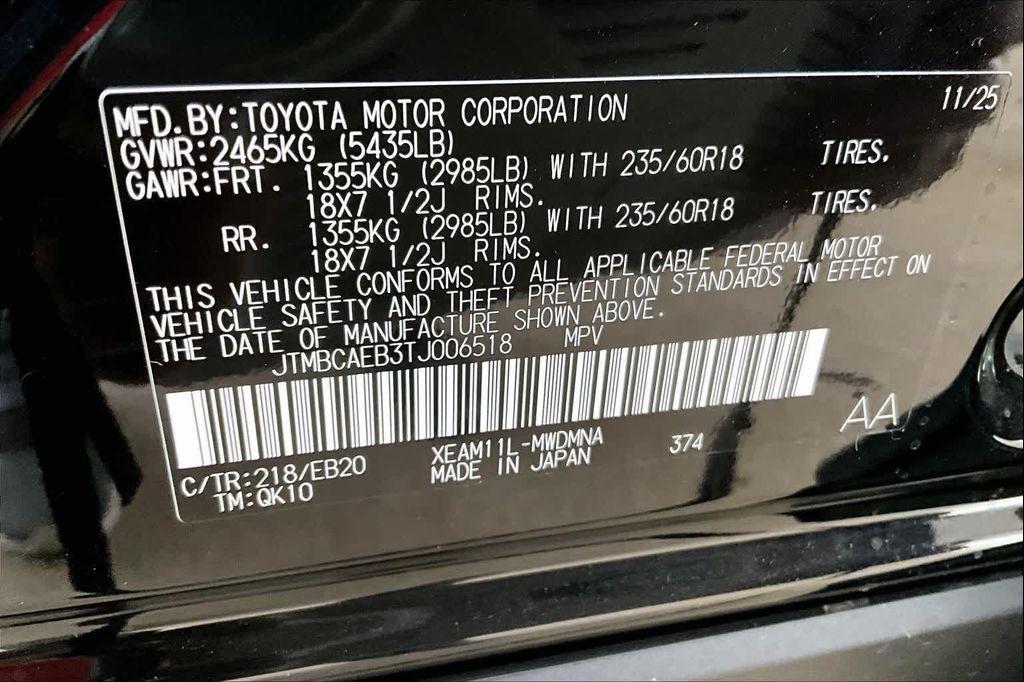 MFD.BY:TOYOTA MOTOR CORPORATION 11/25
GVWR:2465KG (5435LB)
GAWR:FRT. 1355KG (2985LB) WITH 235/60R18 TIRES.
18X7 1/2J RIMS.
RR. 1355KG (2985LB) WITH 235/60R18 TIRES.
18X7 1/2J RIMS.
THIS VEHICLE CONFORMS TO ALL APPLICABLE FEDERAL MOTOR
VEHICLE SAFETY AND THEFT PREVENTION STANDARDS IN EFFECT ON
THE DATE OF MANUFACTURE SHOWN ABOVE.
JTMBCAEB3TJ006518 MPV
AA
C/TR:218/EB20 XEAM11L-MWDMNA 374
TM:QK10 MADE IN JAPAN